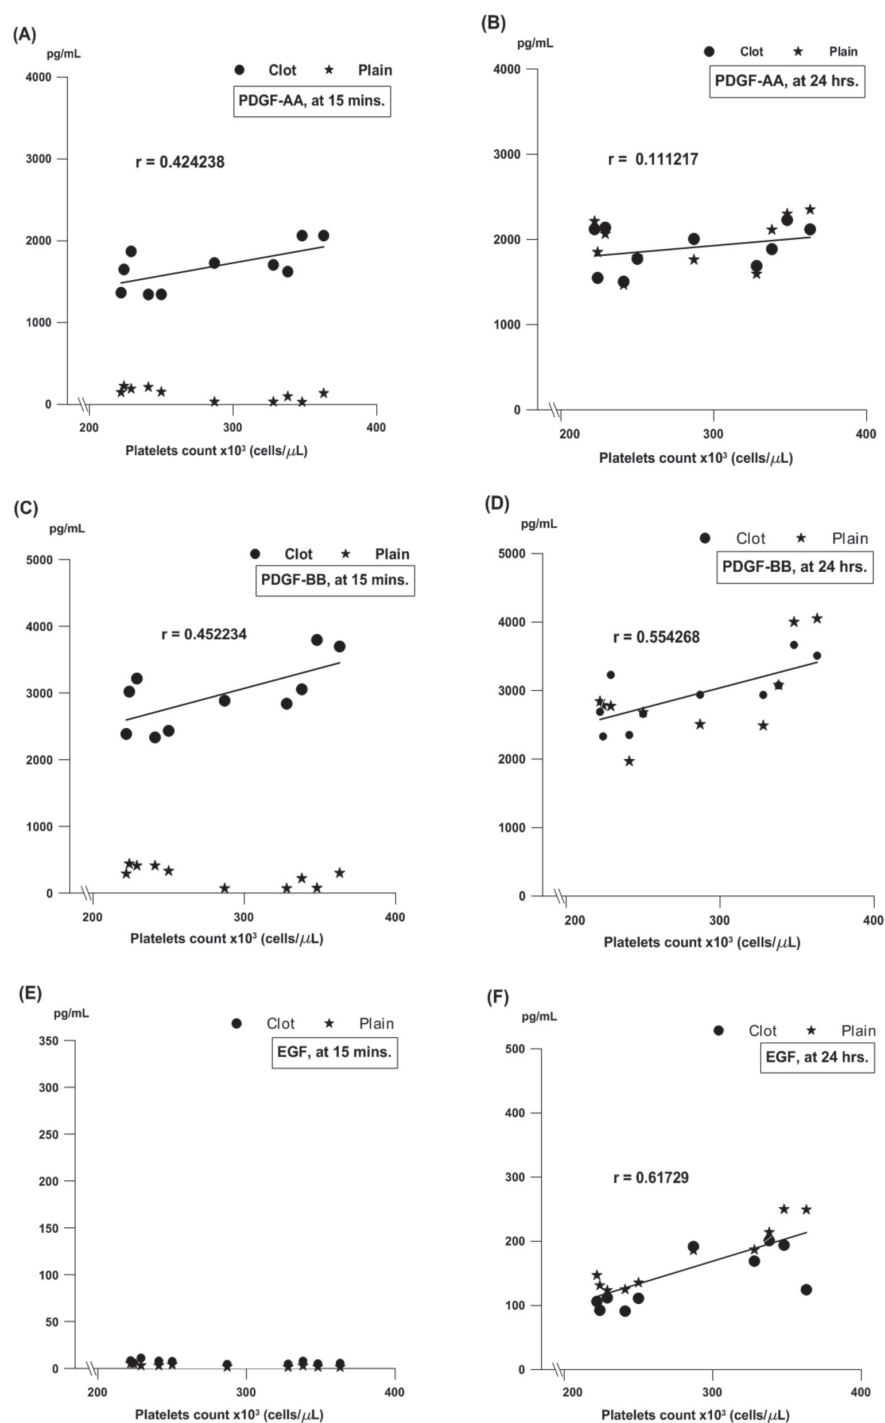 (A)
pg/mL
● Clot ★ Plain
PDGF-AA, at 15 mins.
r = 0.424238
4000
3000
2000
1000
0
200 300 400
Platelets count x10³ (cells/µL)
(B)
pg/mL
● Clot ★ Plain
PDGF-AA, at 24 hrs.
r = 0.111217
4000
3000
2000
1000
0
200 300 400
Platelets count x10³ (cells/µL)
(C)
pg/mL
● Clot ★ Plain
PDGF-BB, at 15 mins.
r = 0.452234
5000
4000
3000
2000
1000
0
200 300 400
Platelets count x10³ (cells/µL)
(D)
pg/mL
● Clot ★ Plain
PDGF-BB, at 24 hrs.
r = 0.554268
5000
4000
3000
2000
1000
0
200 300 400
Platelets count x10³ (cells/µL)
(E)
pg/mL
● Clot ★ Plain
EGF, at 15 mins.
350
300
250
200
150
100
50
0
200 300 400
Platelets count x10³ (cells/µL)
(F)
pg/mL
● Clot ★ Plain
EGF, at 24 hrs.
r = 0.61729
500
400
300
200
100
0
200 300 400
Platelets count x10³ (cells/µL)